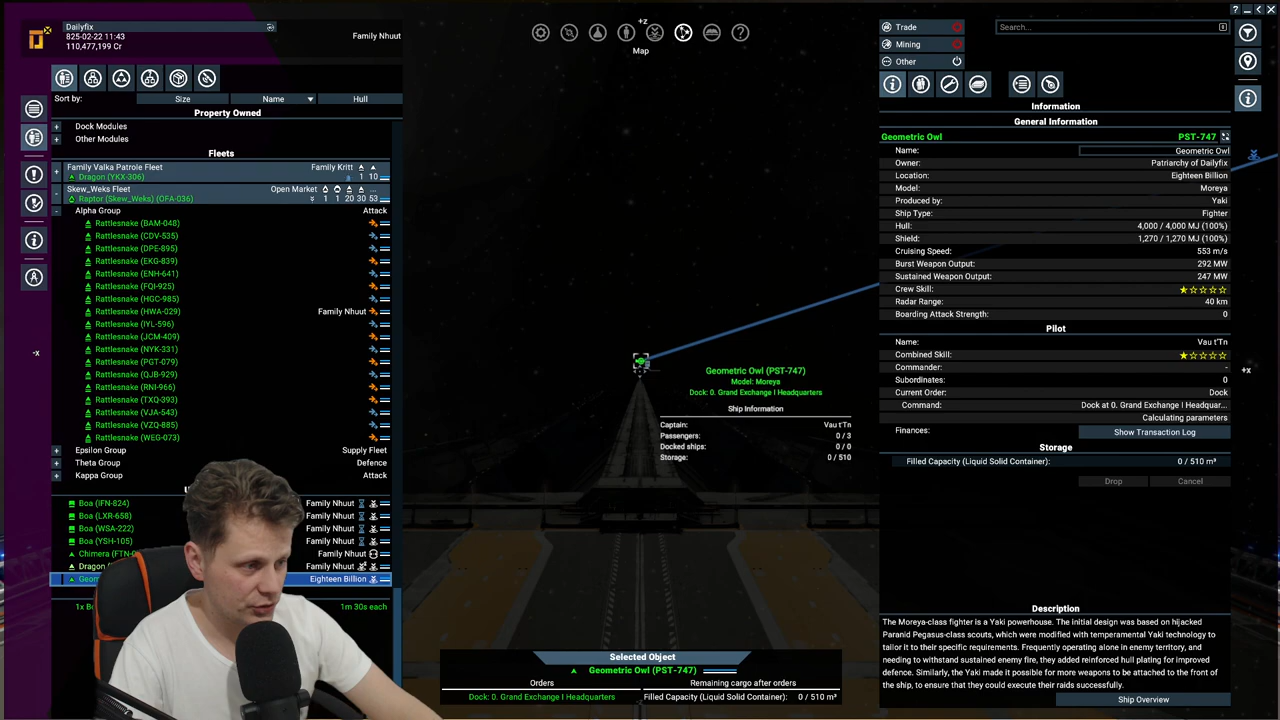 Dailyfix
825-02-22 11:43
110,477,199 Cr
Family Nhuut
+z
Map
Trade
Mining
Other
Search...
Sort by:
Size
Name
Hull
Property Owned
+ Dock Modules
+ Other Modules
Fleets
+ Family Valka Patrole Fleet Family Kritt
Dragon (YKX-306) 1 10
- Skew_Weks Fleet Open Market ...
Raptor (Skew_Weks) (OFA-036) 1 1 20 30 53
- Alpha Group Attack
Rattlesnake (BAM-048)
Rattlesnake (CDV-535)
Rattlesnake (DPE-895)
Rattlesnake (EKG-839)
Rattlesnake (ENH-641)
Rattlesnake (FQI-925)
Rattlesnake (HGC-985)
Rattlesnake (HWA-029) Family Nhuut
Rattlesnake (IYL-596)
Rattlesnake (JCM-409)
Rattlesnake (NYK-331)
Rattlesnake (PGT-079)
Rattlesnake (QJB-929)
Rattlesnake (RNI-966)
Rattlesnake (TXQ-393)
Rattlesnake (VJA-543)
Rattlesnake (VZQ-885)
Rattlesnake (WEG-073)
+ Epsilon Group Supply Fleet
+ Theta Group Defence
+ Kappa Group Attack
Boa (IFN-824) Family Nhuut
Boa (LXR-658) Family Nhuut
Boa (WSA-222) Family Nhuut
Boa (YSH-105) Family Nhuut
Chimera (FTN-0 Family Nhuut
Dragon ( Family Nhuut
Geom Eighteen Billion
1x B 1m 30s each
-x
+x
Geometric Owl (PST-747)
Model: Moreya
Dock: 0. Grand Exchange I Headquarters
Ship Information
Captain: Vau t'Tn
Passengers: 0 / 3
Docked ships: 0 / 0
Storage: 0 / 510
Selected Object
Geometric Owl (PST-747)
Orders
Remaining cargo after orders
Dock: 0. Grand Exchange I Headquarters
Filled Capacity (Liquid Solid Container): 0 / 510 m³
Information
General Information
Geometric Owl PST-747
Name: Geometric Owl
Owner: Patriarchy of Dailyfix
Location: Eighteen Billion
Model: Moreya
Produced by: Yaki
Ship Type: Fighter
Hull: 4,000 / 4,000 MJ (100%)
Shield: 1,270 / 1,270 MJ (100%)
Cruising Speed: 553 m/s
Burst Weapon Output: 292 MW
Sustained Weapon Output: 247 MW
Crew Skill:
Radar Range: 40 km
Boarding Attack Strength: 0
Pilot
Name: Vau t'Tn
Combined Skill:
Commander: -
Subordinates: 0
Current Order: Dock
Command: Dock at 0. Grand Exchange I Headquar...
Calculating parameters
Finances: Show Transaction Log
Storage
Filled Capacity (Liquid Solid Container): 0 / 510 m³
Drop
Cancel
Description
The Moreya-class fighter is a Yaki powerhouse. The initial design was based on hijacked
Paranid Pegasus-class scouts, which were modified with temperamental Yaki technology to
tailor it to their specific requirements. Frequently operating alone in enemy territory, and
needing to withstand sustained enemy fire, they added reinforced hull plating for improved
defence. Similarly, the Yaki made it possible for more weapons to be attached to the front of
the ship, to ensure that they could execute their raids successfully.
Ship Overview